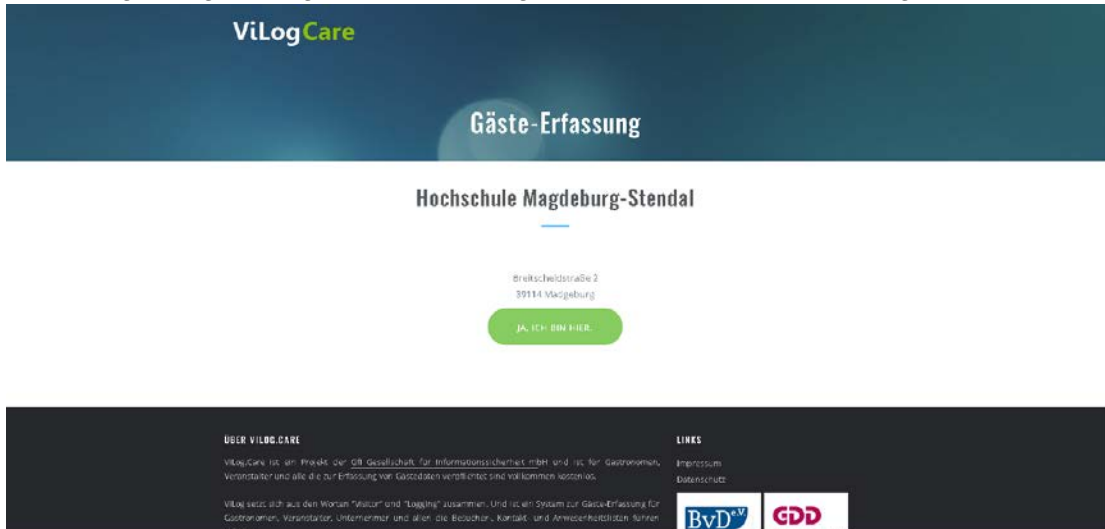 ViLogCare
Gäste-Erfassung
Hochschule Magdeburg-Stendal
Breitscheidstraße 2
39114 Madgeburg
JA, ICH BIN HIER.
ÜBER VILOG.CARE
ViLog.Care ist ein Projekt der Gfi Gesellschaft für Informationssicherheit mbH und ist für Gastronomen,
Veranstalter und alle die zur Erfassung von Gästedaten verpflichtet sind vollkommen kostenlos.
ViLog setzt sich aus den Wortan "Visitor" und "Logging" zusammen. Und ist ein System zur Gäste-Erfassung für
Gastronomen, Veranstalter, Unternehmer und allen die Besucher-, Kontakt- und Anwesenheitslisten führen
LINKS
Impressum
Datenschutz
BvD e.V.
GDD